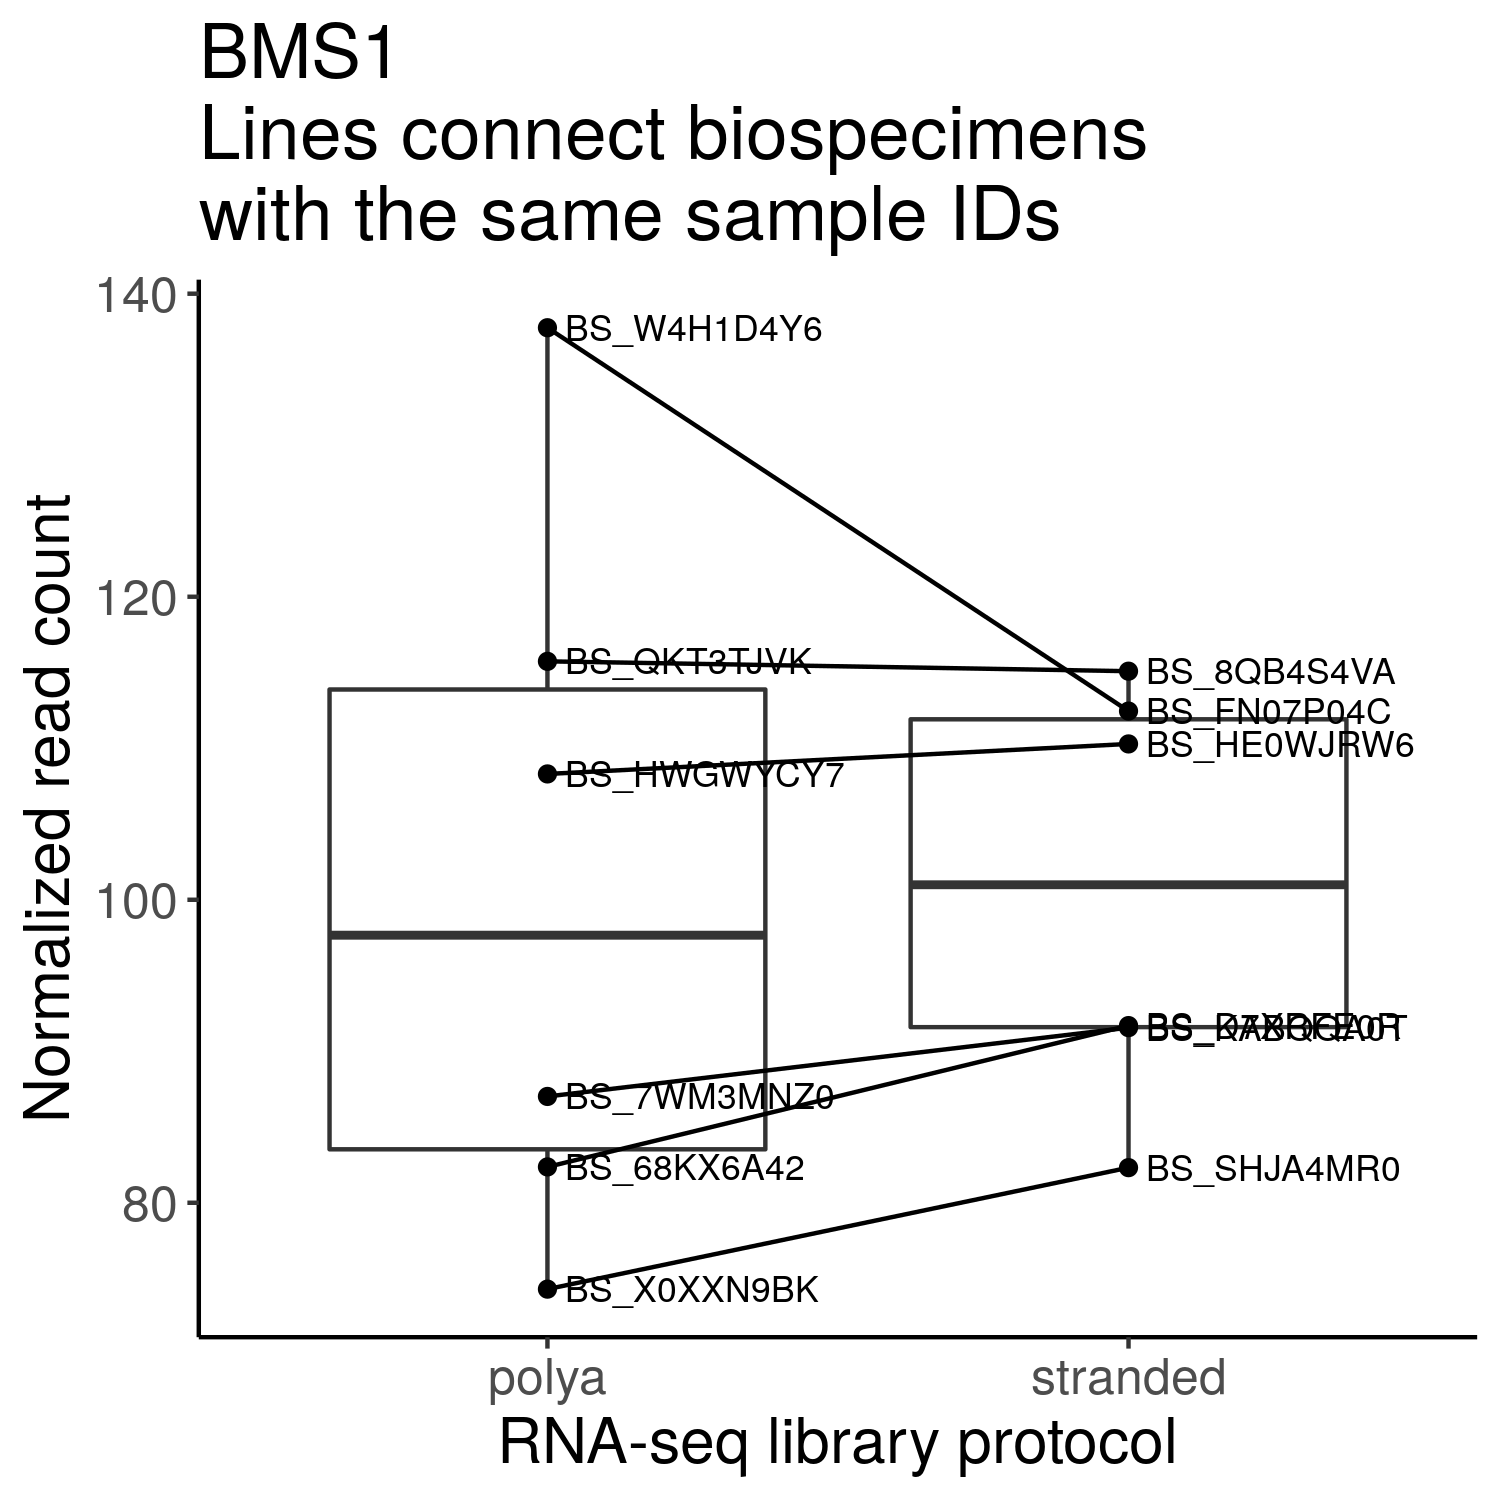 BMS1
Lines connect biospecimens
with the same sample IDs
Normalized read count
140
120
100
80
BS_W4H1D4Y6
BS_QKT3TJVK
BS_HWGWYCY7
BS_7WM3MNZ0
BS_68KX6A42
BS_X0XXN9BK
BS_8QB4S4VA
BS_FN07P04C
BS_HE0WJRW6
BS_SHJA4MR0
polya
stranded
RNA-seq library protocol